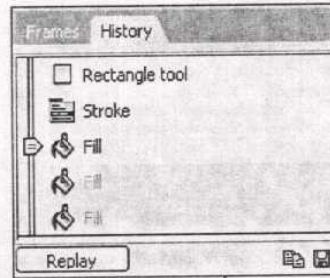 Frames History
Rectangle tool
Stroke
Fill
Fill
Fill
Replay